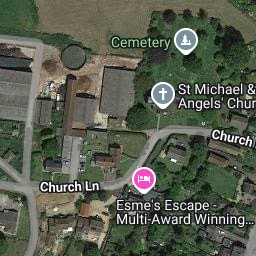 Cemetery
St Michael &
Angels' Chur
Church
Church Ln
Esme's Escape -
Multi-Award Winning...